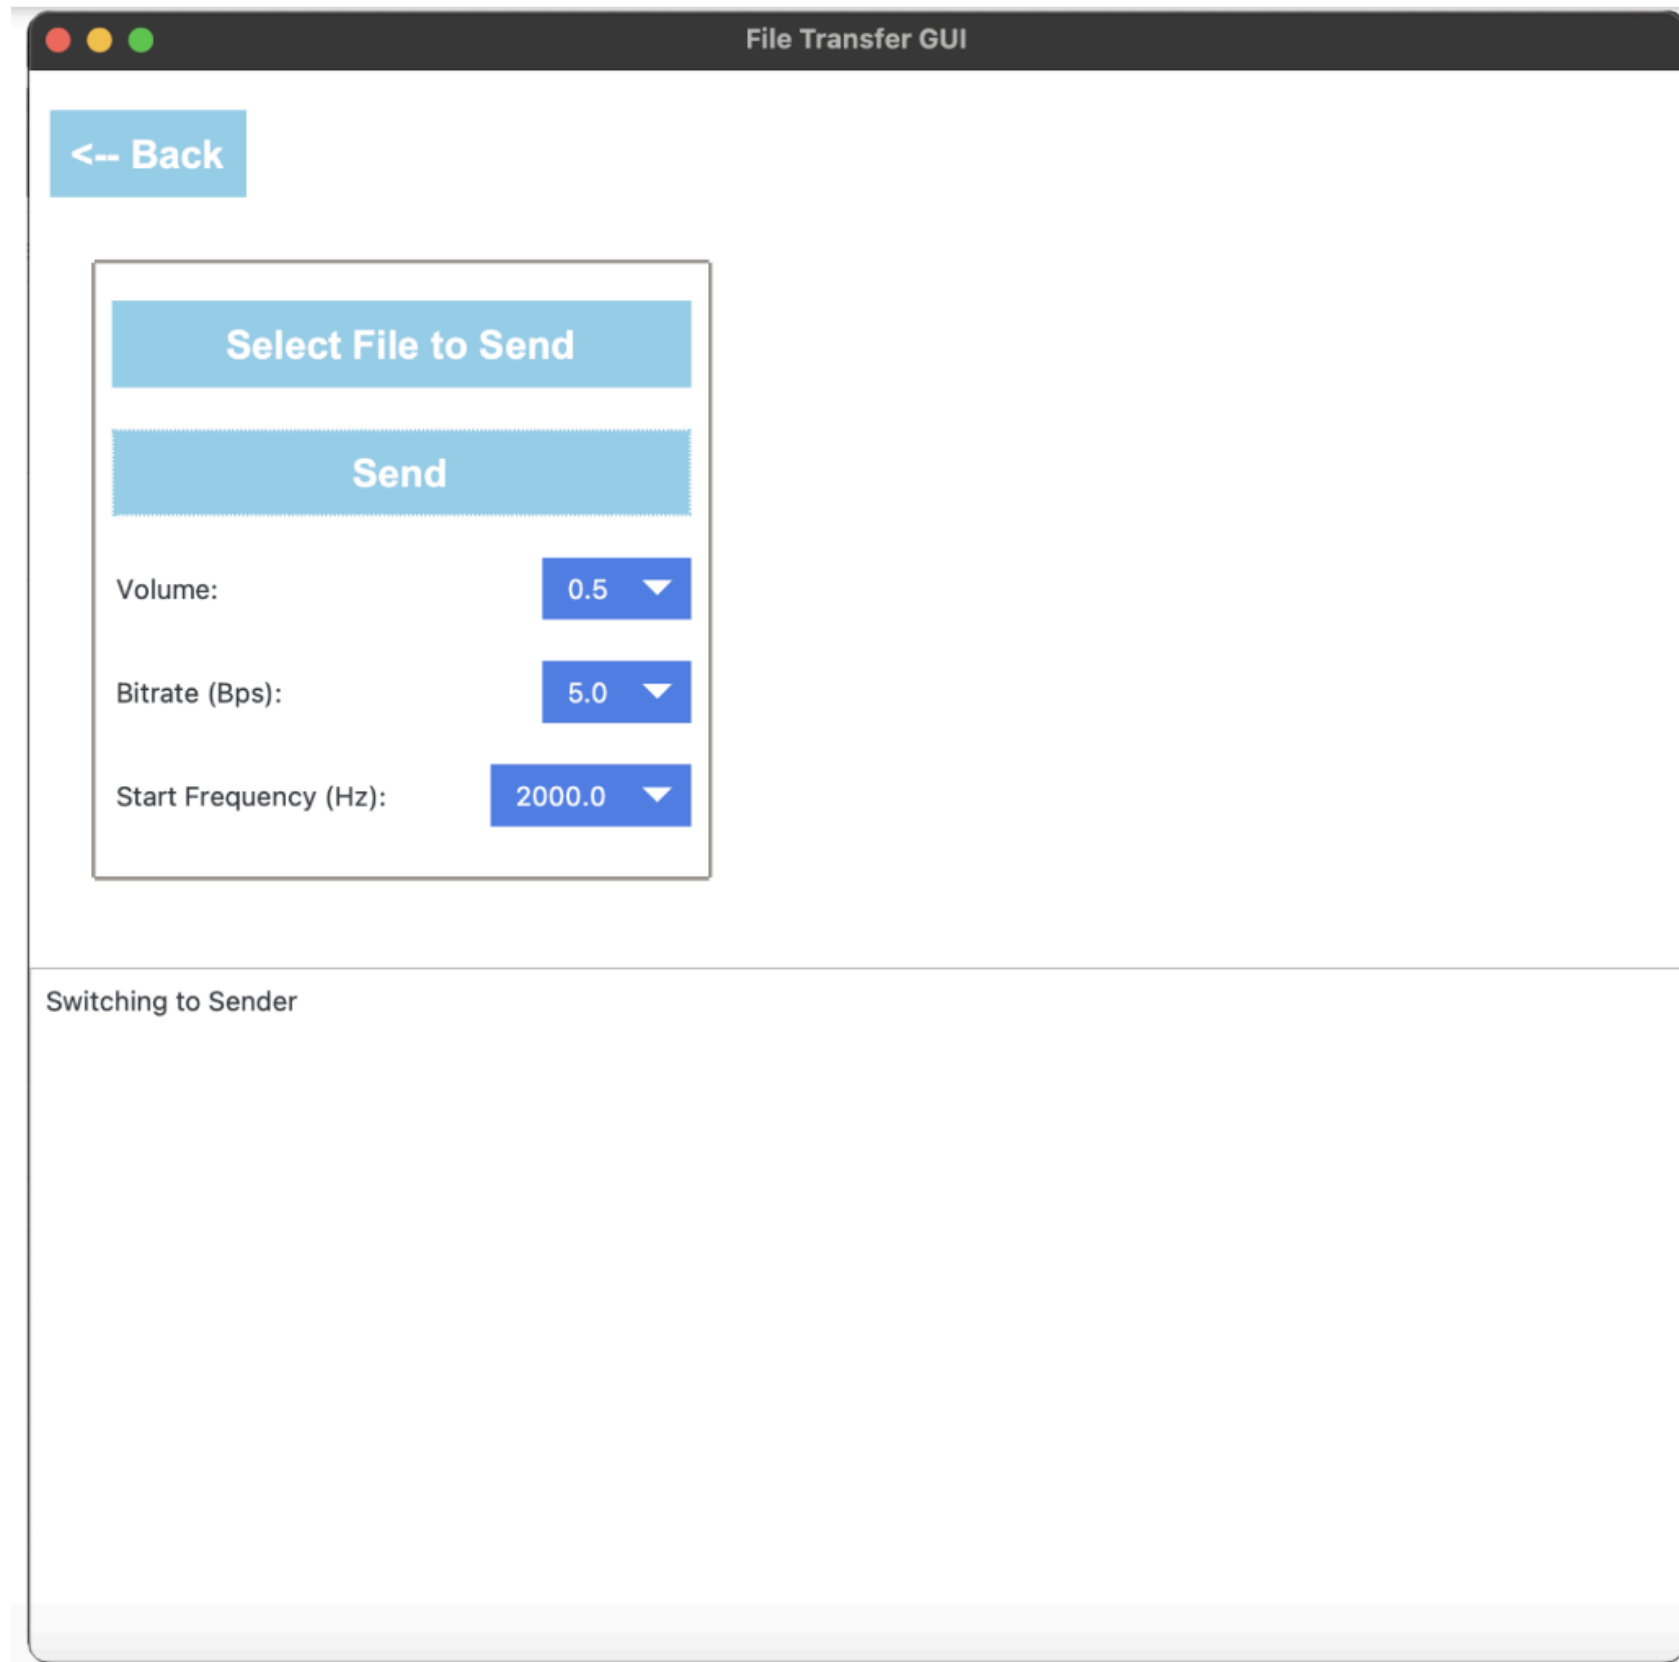 File Transfer GUI
<-- Back
Select File to Send
Send
Volume: 0.5
Bitrate (Bps): 5.0
Start Frequency (Hz): 2000.0
Switching to Sender